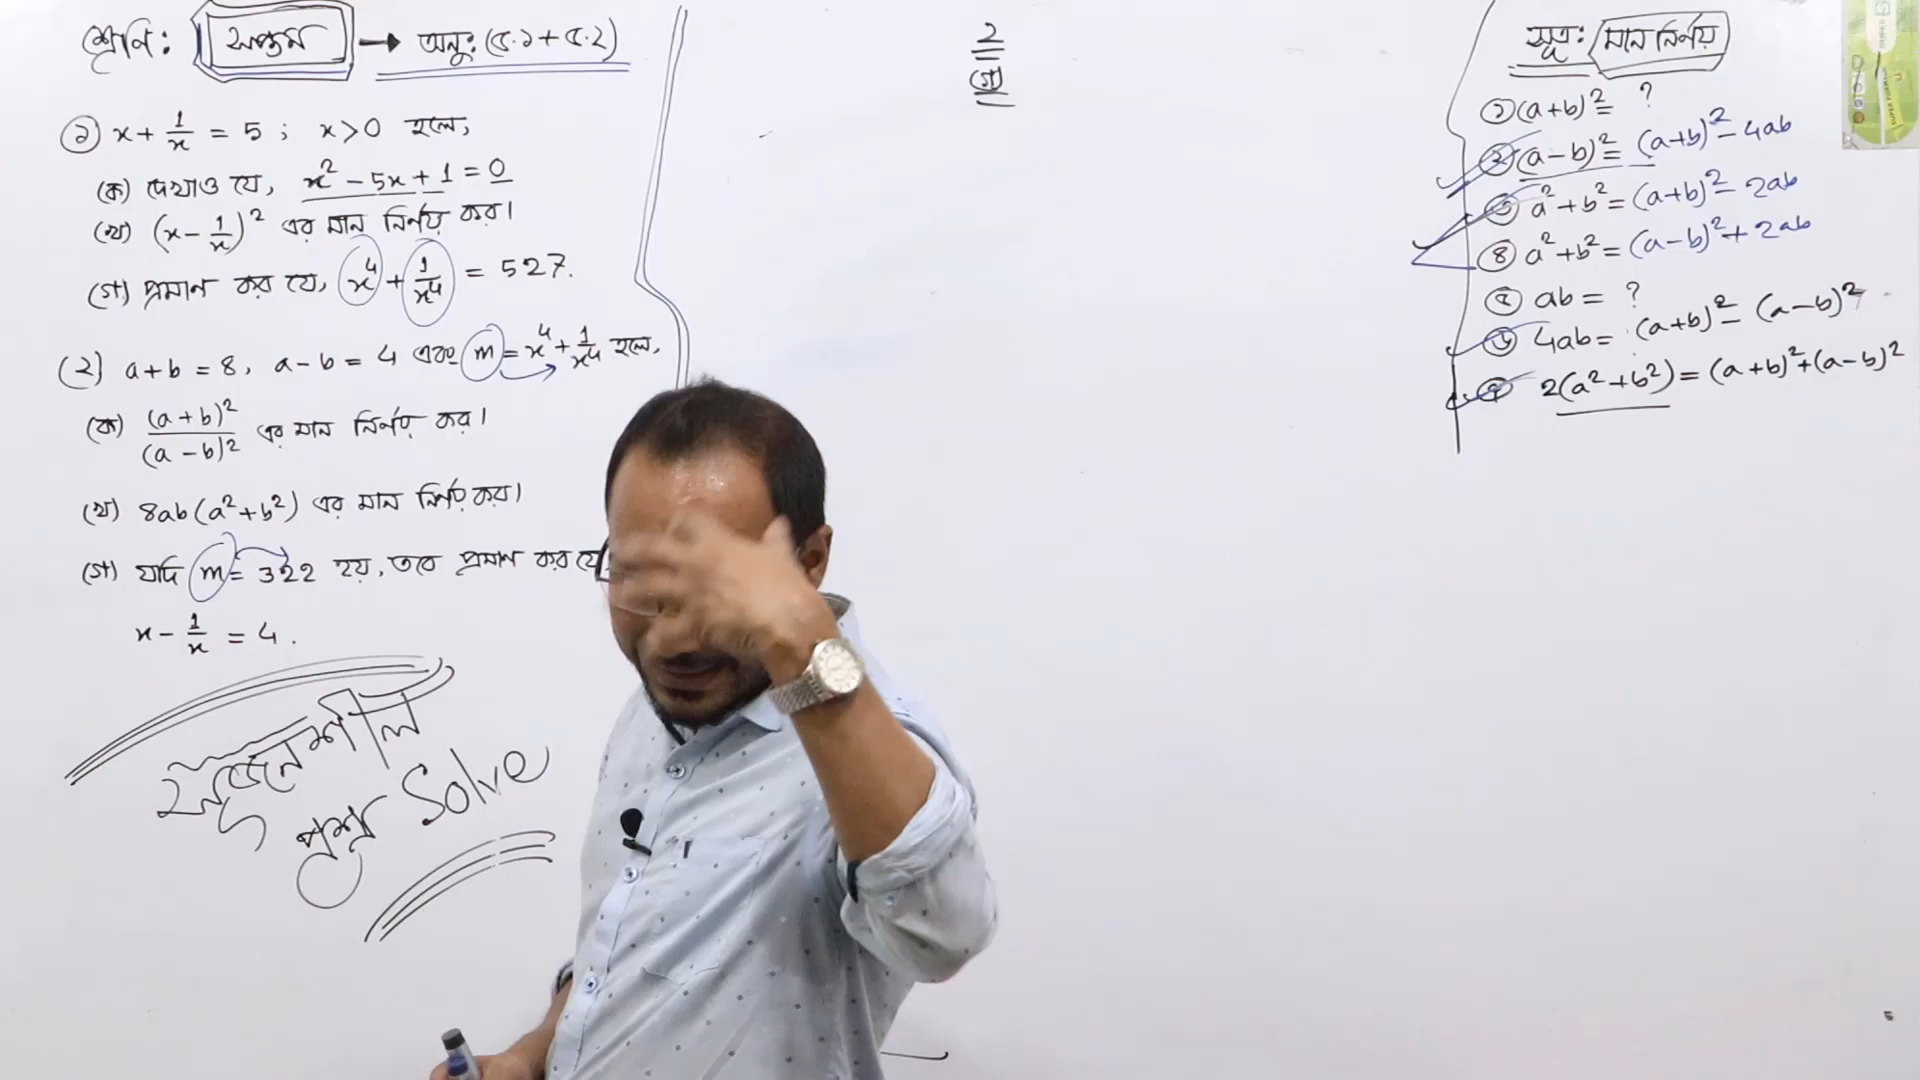 শ্রেণি: সপ্তম → অনু: (৫.১+৫.২)
① x + 1/x = 5 ; x > 0 হলে,
(ক) দেখাও যে, x² - 5x + 1 = 0
(খ) (x - 1/x)² এর মান নির্ণয় কর।
(গ) প্রমান কর যে, x⁴ + 1/x⁴ = 527.
(২) a + b = 8, a - b = 4 এবং m = x⁴ + 1/x⁴ হলে,
(ক) (a + b)²/(a - b)² এর মান নির্ণয় কর।
(খ) 8ab (a² + b²) এর মান নির্ণয় কর।
(গ) যদি m = 322 হয়, তবে প্রমাণ কর যে
x - 1/x = 4.
সৃজনশীল
প্রশ্ন Solve
2
(গ)
সূত্র: মান নির্ণয়
① (a+b)² = ?
② (a-b)² = (a+b)² - 4ab
③ a² + b² = (a+b)² - 2ab
④ a² + b² = (a-b)² + 2ab
⑤ ab = ?
⑥ 4ab = (a+b)² - (a-b)²
⑦ 2(a² + b²) = (a+b)² + (a-b)²